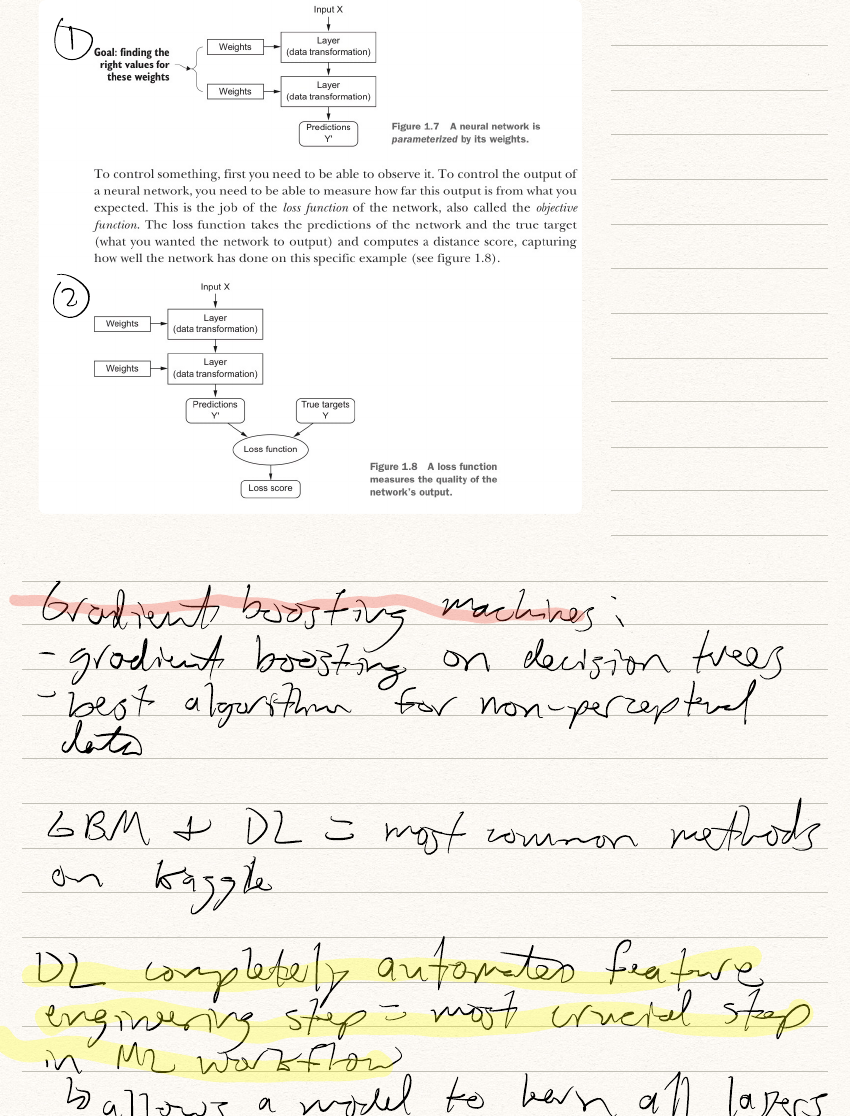 1
Input X
Goal: finding the
right values for
these weights
Weights
Layer
(data transformation)
Weights
Layer
(data transformation)
Predictions
Y'
Figure 1.7 A neural network is
parameterized by its weights.
To control something, first you need to be able to observe it. To control the output of
a neural network, you need to be able to measure how far this output is from what you
expected. This is the job of the loss function of the network, also called the objective
function. The loss function takes the predictions of the network and the true target
(what you wanted the network to output) and computes a distance score, capturing
how well the network has done on this specific example (see figure 1.8).
2
Input X
Weights
Layer
(data transformation)
Weights
Layer
(data transformation)
Predictions
Y'
True targets
Y
Loss function
Loss score
Figure 1.8 A loss function
measures the quality of the
network's output.
Gradient boosting machines:
- gradient boosting on decision trees
- best algorithm for non-perceptual
data
GBM & DL = most common methods
on kaggle
DL completely automates feature
engineering step = most crucial step
in ML workflow
↳ allows a model to learn all layers